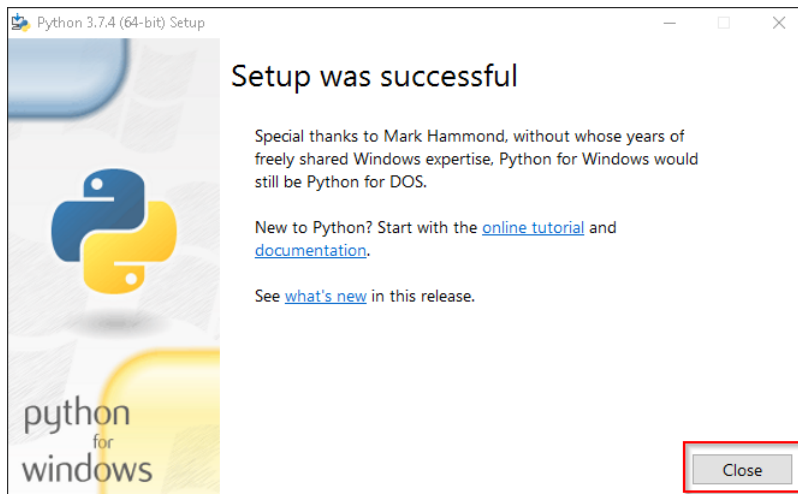 Python 3.7.4 (64-bit) Setup
Setup was successful
Special thanks to Mark Hammond, without whose years of
freely shared Windows expertise, Python for Windows would
still be Python for DOS.
New to Python? Start with the online tutorial and
documentation.
See what's new in this release.
python
for
windows
Close